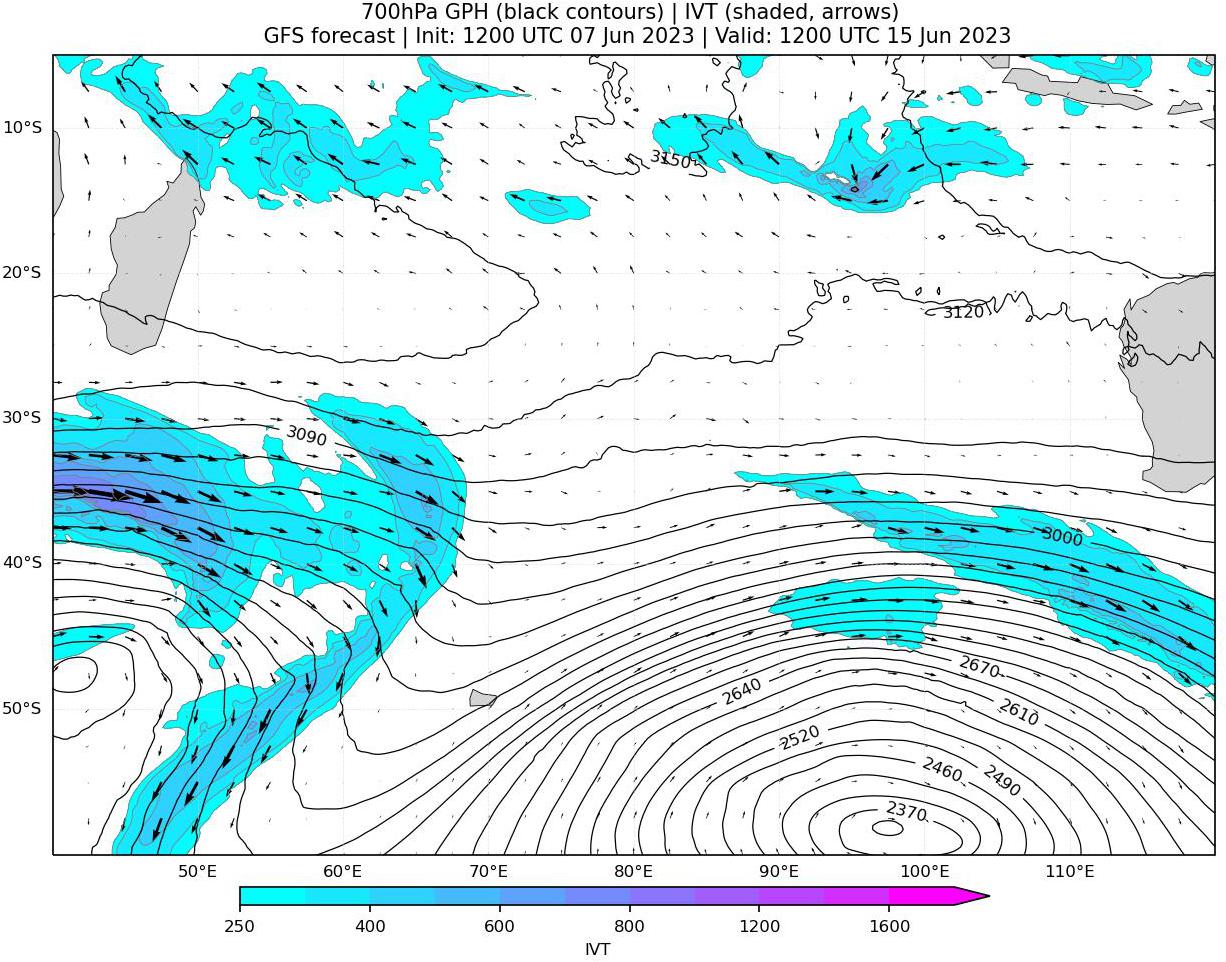 700hPa GPH (black contours) | IVT (shaded, arrows)
GFS forecast | Init: 1200 UTC 07 Jun 2023 | Valid: 1200 UTC 15 Jun 2023
10°S
3150
20°S
3120
30°S
3090
3000
40°S
2670
2640
50°S
2610
2520
2460
2490
2370
50°E 60°E 70°E 80°E 90°E 100°E 110°E
250 400 600 800 1200 1600
IVT